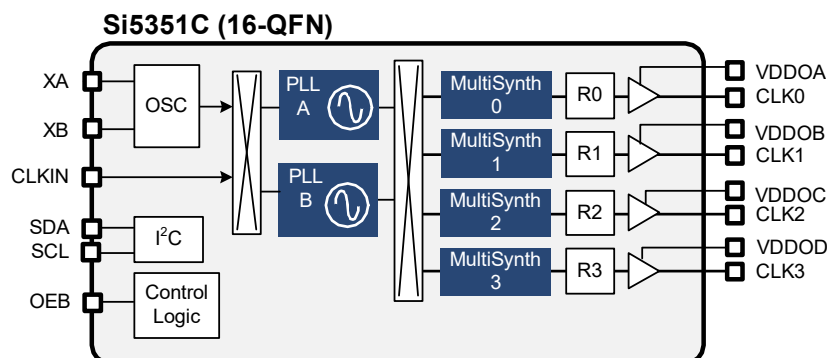 Si5351C (16-QFN)
XA
XB
CLKIN
SDA
SCL
OEB
OSC
I²C
Control
Logic
PLL
A
PLL
B
MultiSynth
0
MultiSynth
1
MultiSynth
2
MultiSynth
3
R0
R1
R2
R3
VDDOA
CLK0
VDDOB
CLK1
VDDOC
CLK2
VDDOD
CLK3